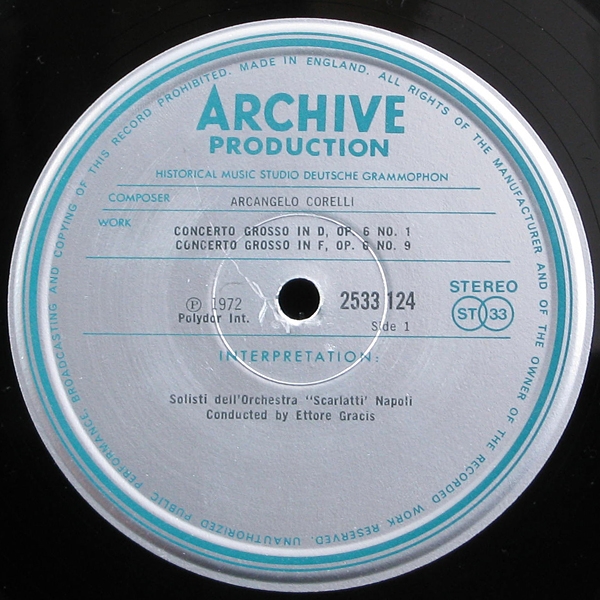 UNAUTHORIZED PUBLIC PERFORMANCE BROADCASTING AND COPYING OF THIS RECORD PROHIBITED. MADE IN ENGLAND. ALL RIGHTS OF THE MANUFACTURER AND OF THE OWNER OF THE RECORDED WORK RESERVED.
ARCHIVE
PRODUCTION
HISTORICAL MUSIC STUDIO DEUTSCHE GRAMMOPHON
COMPOSER ARCANGELO CORELLI
WORK
CONCERTO GROSSO IN D, OP. 6 NO. 1
CONCERTO GROSSO IN F, OP. 6 NO. 9
STEREO
ST 33
Ⓟ 1972 2533 124
Polydor Int. Side 1
INTERPRETATION:
Solisti dell'Orchestra "Scarlatti' Napoli
Conducted by Ettore Gracis